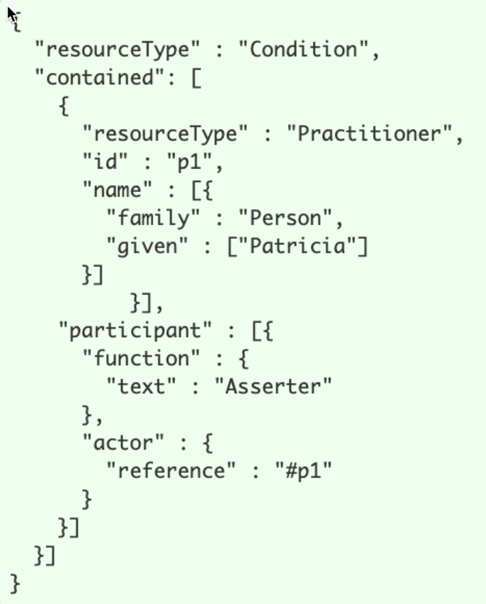 {
  "resourceType" : "Condition",
  "contained": [
    {
      "resourceType" : "Practitioner",
      "id" : "p1",
      "name" : [{
        "family" : "Person",
        "given" : ["Patricia"]
      }]
          }],
    "participant" : [{
      "function" : {
        "text" : "Asserter"
      },
      "actor" : {
        "reference" : "#p1"
      }
    }]
  }]
}